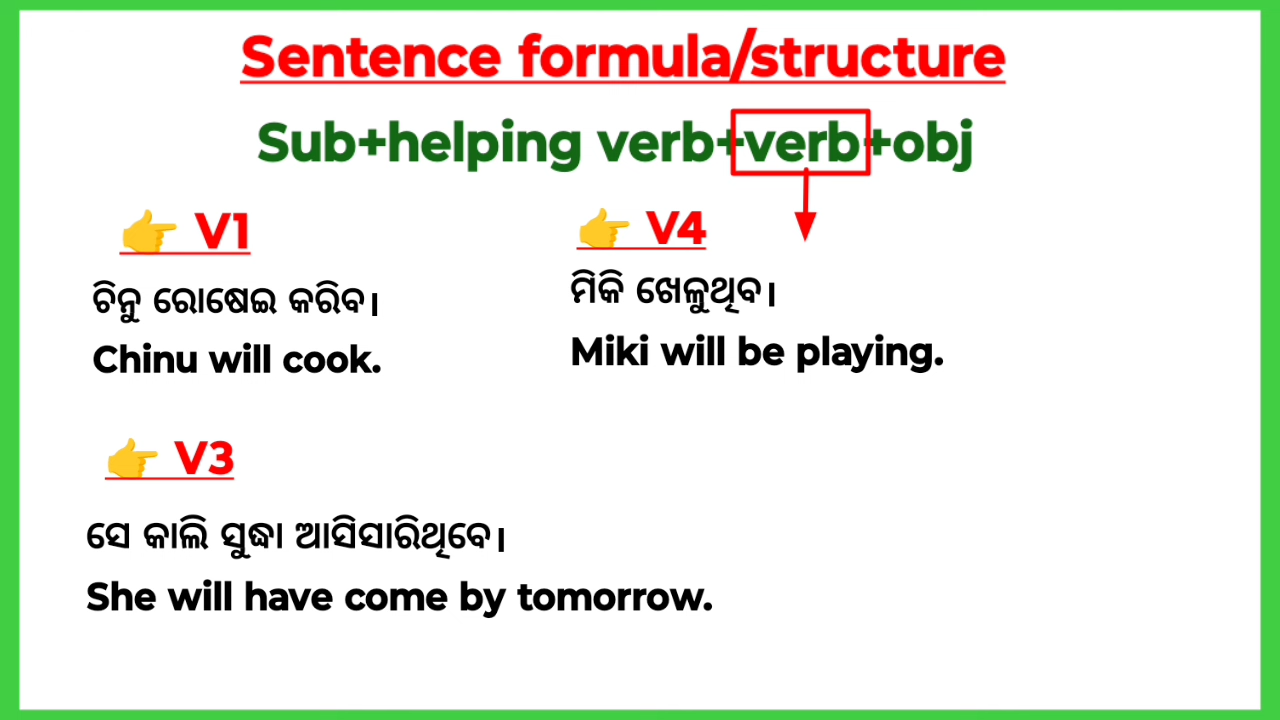 Sentence formula/structure
Sub+helping verb+verb+obj
👉 V1
ଚିନୁ ରୋଷେଇ କରିବ।
Chinu will cook.
👉 V4
ମିକି ଖେଳୁଥିବ।
Miki will be playing.
👉 V3
ସେ କାଲି ସୁଦ୍ଧା ଆସିସାରିଥିବେ।
She will have come by tomorrow.